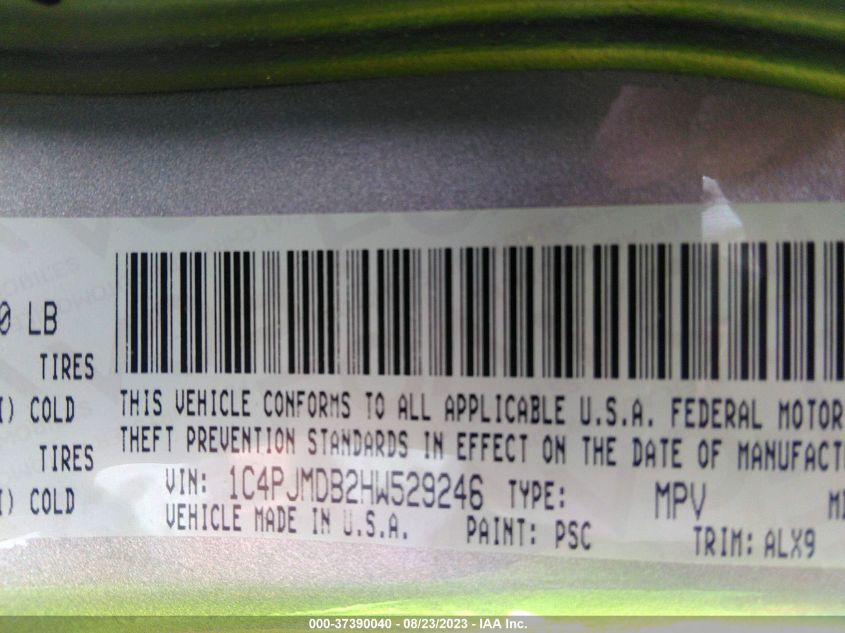 0 LB
TIRES
I) COLD
TIRES
I) COLD
THIS VEHICLE CONFORMS TO ALL APPLICABLE U.S.A. FEDERAL MOTOR
THEFT PREVENTION STANDARDS IN EFFECT ON THE DATE OF MANUFACT
VIN: 1C4PJMDB2HW529246 TYPE: MPV
VEHICLE MADE IN U.S.A. PAINT: PSC TRIM: ALX9
000-37390040 - 08/23/2023 - IAA Inc.